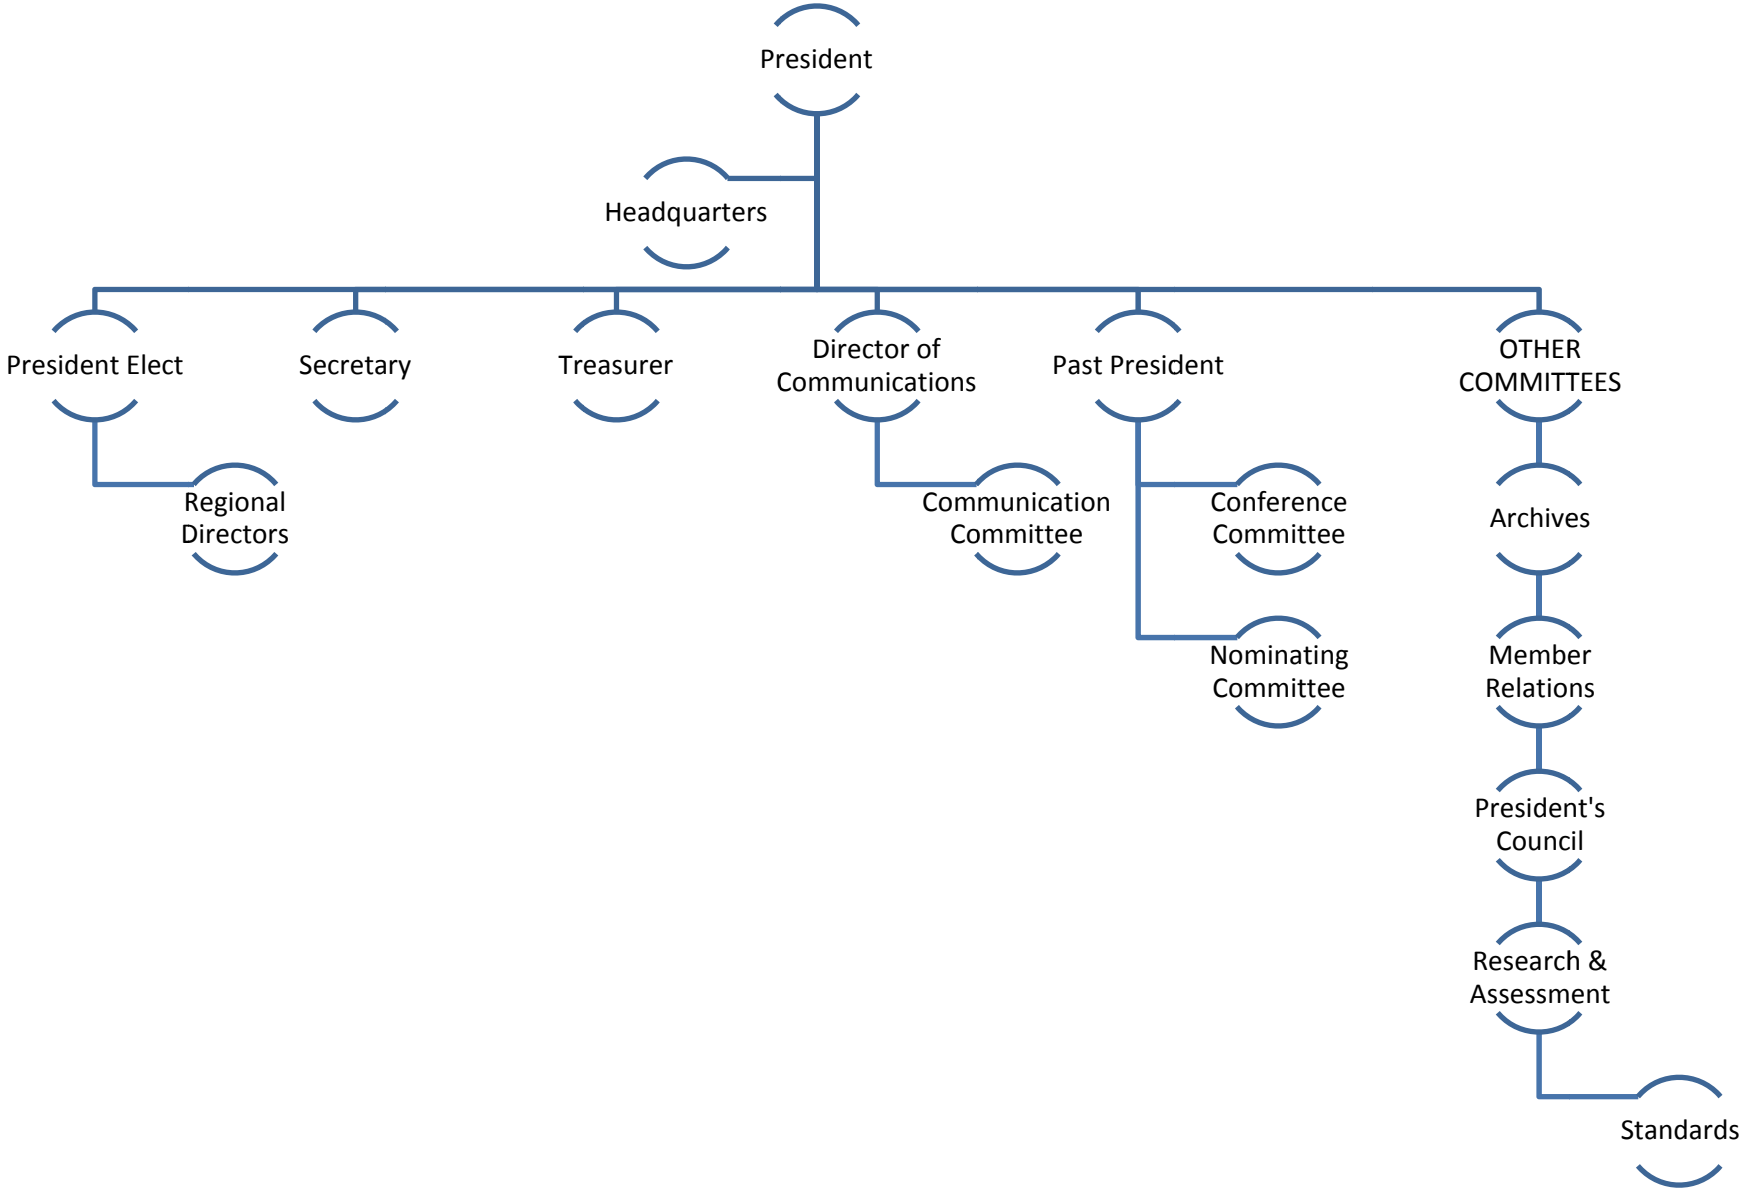 President
Headquarters
President Elect
Secretary
Treasurer
Director of
Communications
Past President
OTHER
COMMITTEES
Regional
Directors
Communication
Committee
Conference
Committee
Archives
Nominating
Committee
Member
Relations
President's
Council
Research &
Assessment
Standards